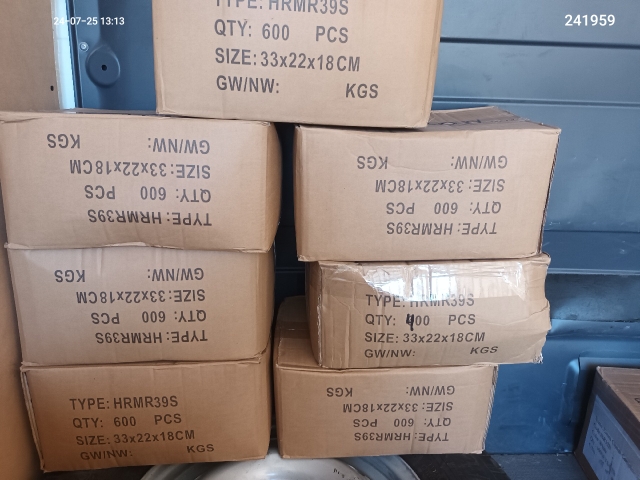 24-07-25 13:13
241959
TYPE: HRMR39S
QTY: 600 PCS
SIZE: 33x22x18CM
GW/NW: KGS
TYPE: HRMR39S
QTY: 600 PCS
SIZE: 33x22x18CM
GW/NW: KGS
TYPE: HRMR39S
QTY: 600 PCS
SIZE: 33x22x18CM
GW/NW: KGS
TYPE: HRMR39S
QTY: 600 PCS
SIZE: 33x22x18CM
GW/NW: KGS
TYPE: HRMR39S
QTY: 400 PCS
SIZE: 33x22x18CM
GW/NW: KGS
TYPE: HRMR39S
QTY: 600 PCS
SIZE: 33x22x18CM
GW/NW: KGS
TYPE: HRMR39S
QTY: 600 PCS
SIZE: 33x22x18CM
GW/NW: KGS